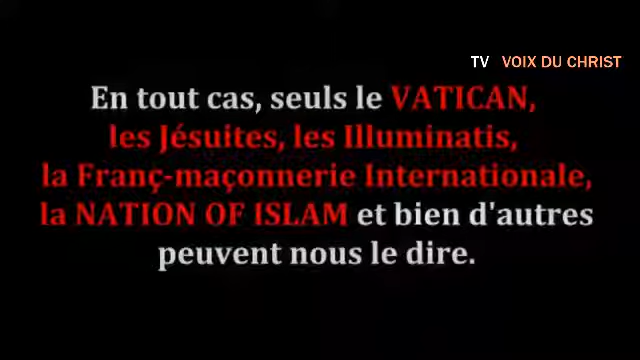 TV VOIX DU CHRIST
En tout cas, seuls le VATICAN,
les Jésuites, les Illuminatis,
la Franç-maçonnerie Internationale,
la NATION OF ISLAM et bien d'autres
peuvent nous le dire.